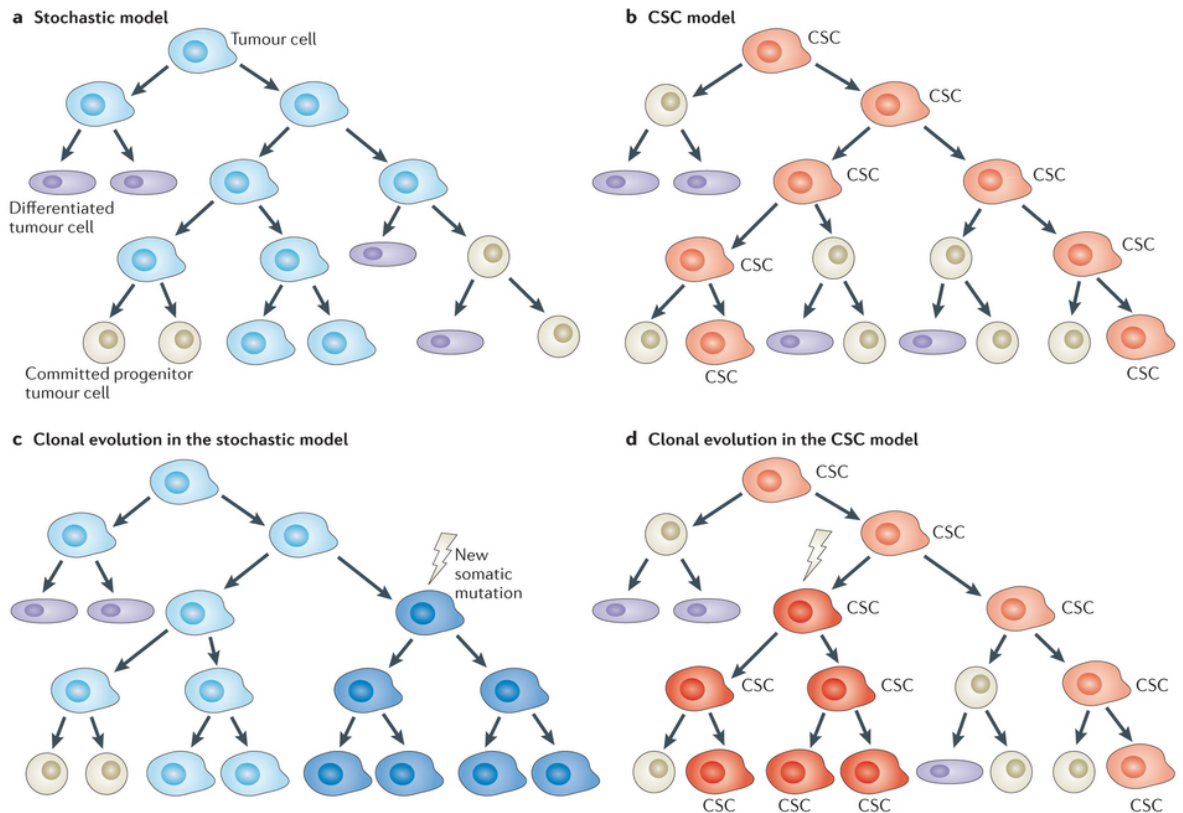 a Stochastic model
Tumour cell
Differentiated
tumour cell
Committed progenitor
tumour cell
b CSC model
CSC
CSC
CSC
CSC
CSC
CSC
CSC
CSC
c Clonal evolution in the stochastic model
New
somatic
mutation
d Clonal evolution in the CSC model
CSC
CSC
CSC
CSC
CSC
CSC
CSC
CSC
CSC
CSC
CSC